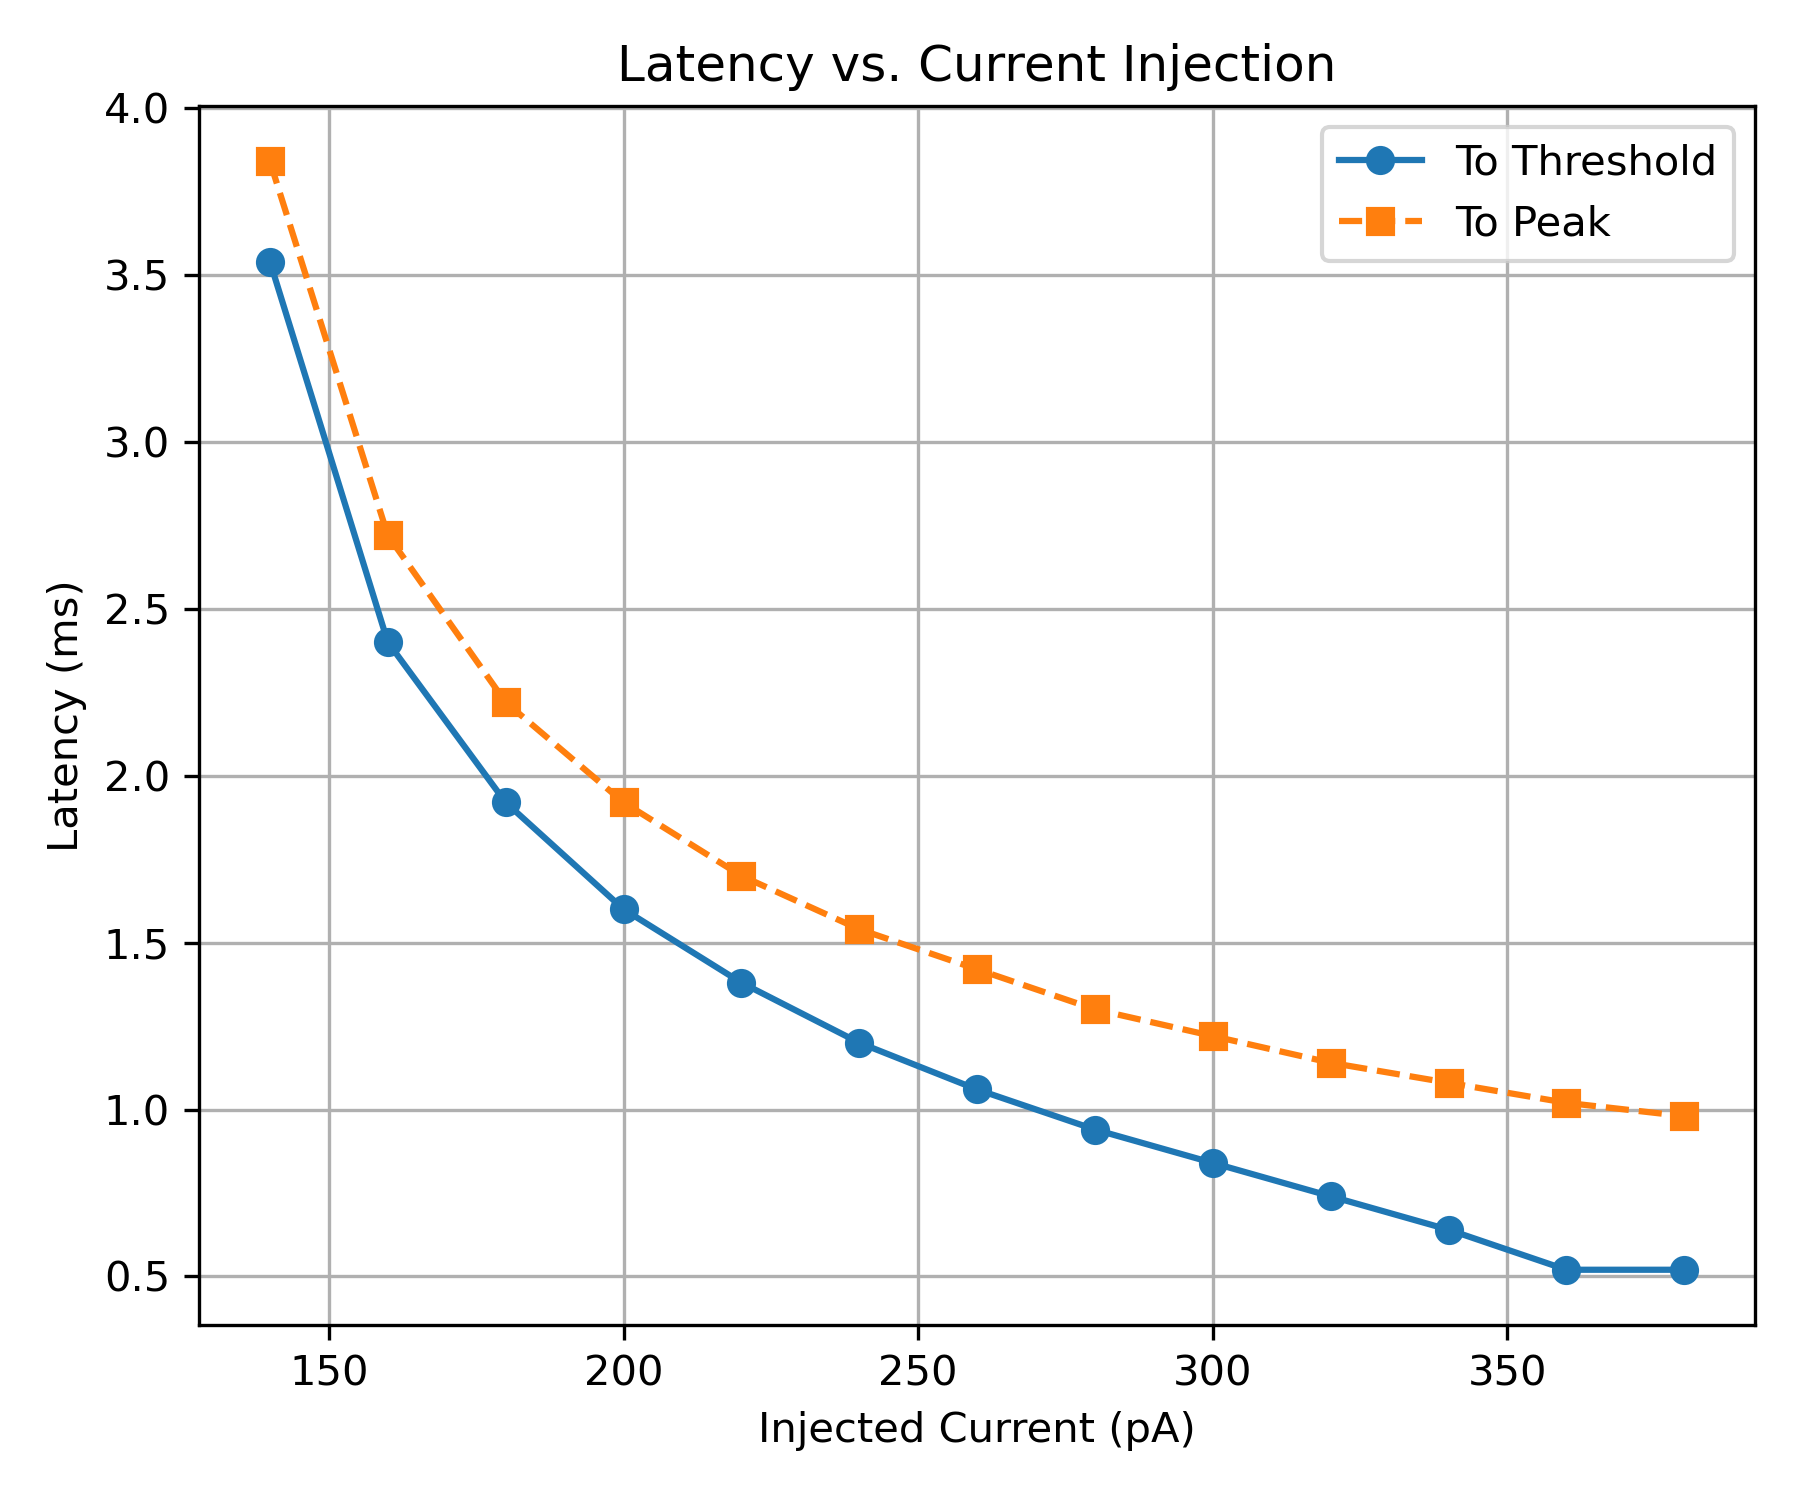 Latency vs. Current Injection
4.0
3.5
3.0
2.5
2.0
1.5
1.0
0.5
Latency (ms)
To Threshold
To Peak
150 200 250 300 350
Injected Current (pA)